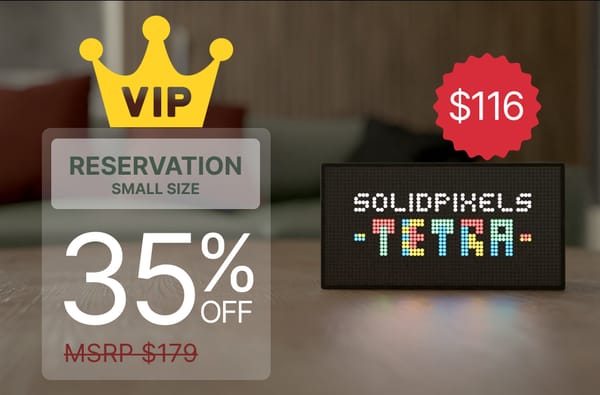 VIP
RESERVATION
SMALL SIZE
35%
OFF
MSRP $179
$116
SOLIDPIXELS
-TETRA-